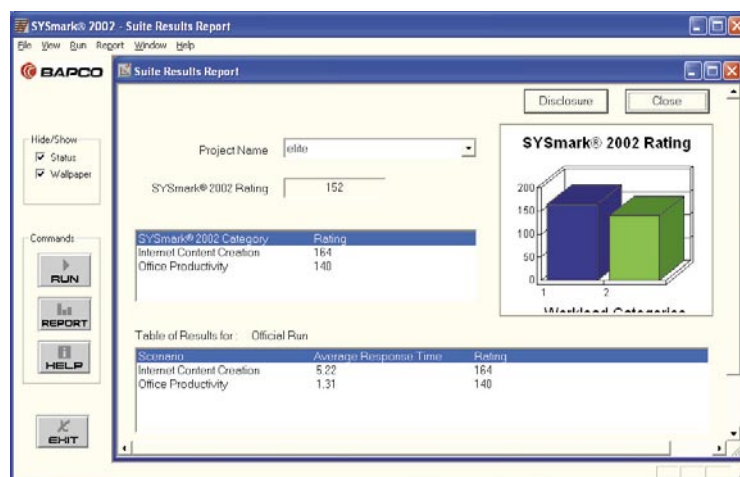 SYSmark® 2002 - Suite Results Report
File View Run Report Window Help
BAPCO
Suite Results Report
Disclosure Close
Hide/Show
Status
Wallpaper
Project Name elite
SYSmark® 2002 Rating 152
SYSmark® 2002 Rating
200
150
100
50
0
1 2
Workload Categories
SYSmark® 2002 Category Rating
Internet Content Creation 164
Office Productivity 140
Commands
RUN
REPORT
HELP
EXIT
Table of Results for: Official Run
Scenario Average Response Time Rating
Internet Content Creation 5.22 164
Office Productivity 1.31 140